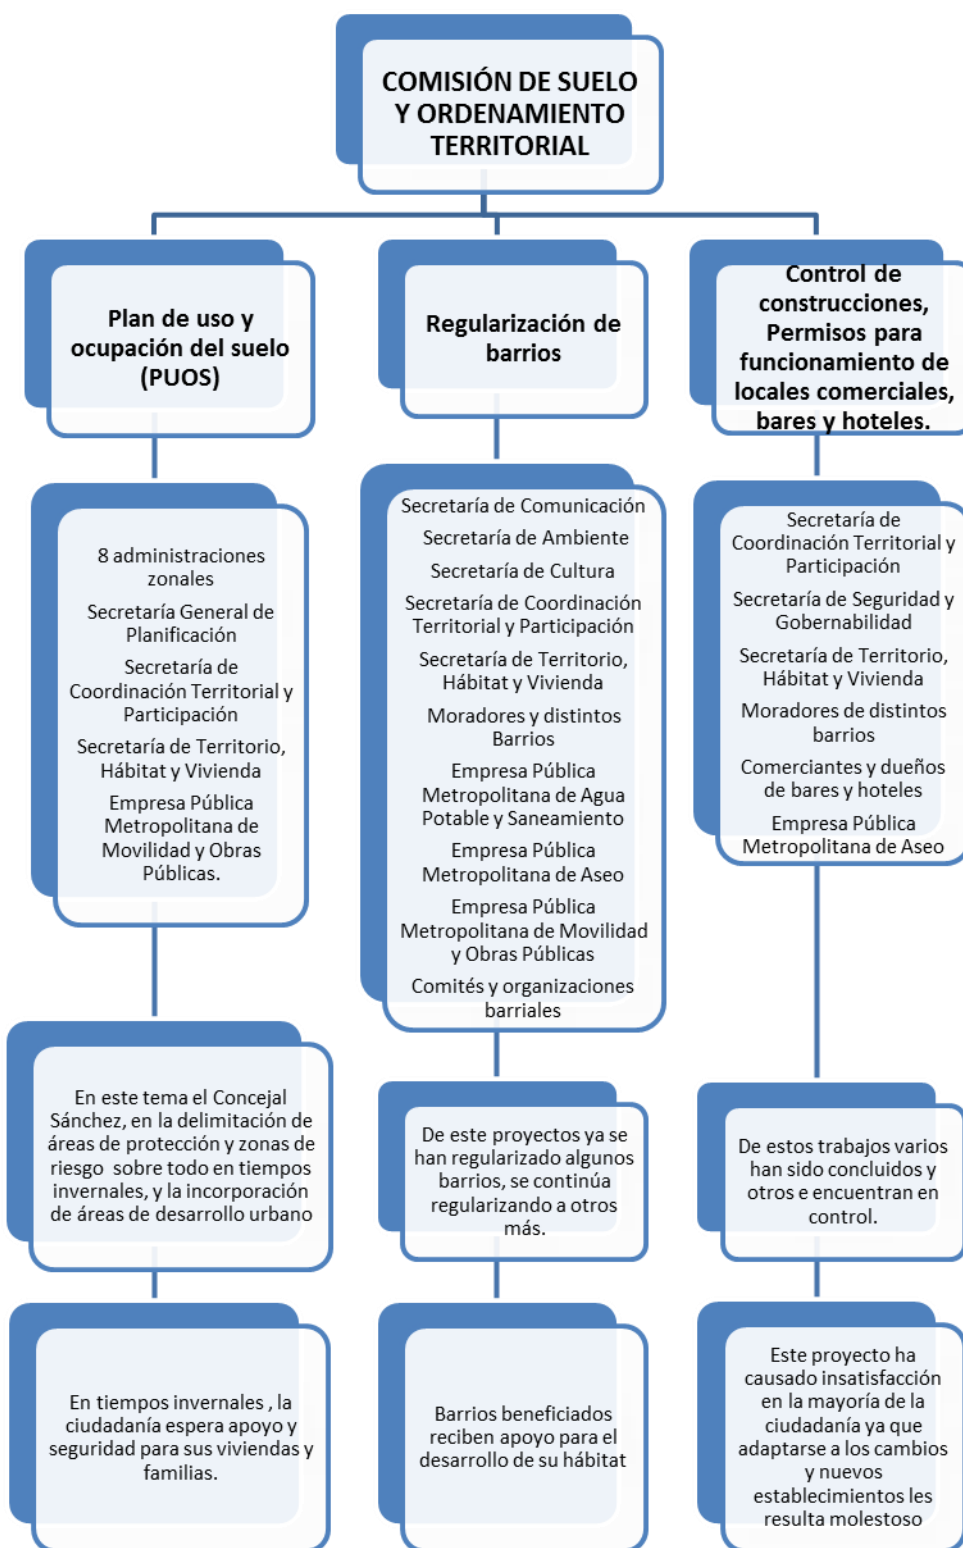 COMISIÓN DE SUELO
Y ORDENAMIENTO
TERRITORIAL
Plan de uso y
ocupación del suelo
(PUOS)
8 administraciones
zonales
Secretaría General de
Planificación
Secretaría de
Coordinación Territorial y
Participación
Secretaría de Territorio,
Hábitat y Vivienda
Empresa Pública
Metropolitana de
Movilidad y Obras
Públicas.
En este tema el Concejal
Sánchez, en la delimitación de
áreas de protección y zonas de
riesgo sobre todo en tiempos
invernales, y la incorporación
de áreas de desarrollo urbano
En tiempos invernales , la
ciudadanía espera apoyo y
seguridad para sus viviendas y
familias.
Regularización de
barrios
Secretaría de Comunicación
Secretaría de Ambiente
Secretaría de Cultura
Secretaría de Coordinación
Territorial y Participación
Secretaría de Territorio,
Hábitat y Vivienda
Moradores y distintos
Barrios
Empresa Pública
Metropolitana de Agua
Potable y Saneamiento
Empresa Pública
Metropolitana de Aseo
Empresa Pública
Metropolitana de Movilidad
y Obras Públicas
Comités y organizaciones
barriales
De este proyectos ya se
han regularizado algunos
barrios, se continúa
regularizando a otros
más.
Barrios beneficiados
reciben apoyo para el
desarrollo de su hábitat
Control de
construcciones,
Permisos para
funcionamiento de
locales comerciales,
bares y hoteles.
Secretaría de
Coordinación Territorial y
Participación
Secretaría de Seguridad y
Gobernabilidad
Secretaría de Territorio,
Hábitat y Vivienda
Moradores de distintos
barrios
Comerciantes y dueños
de bares y hoteles
Empresa Pública
Metropolitana de Aseo
De estos trabajos varios
han sido concluidos y
otros e encuentran en
control.
Este proyecto ha
causado insatisfacción
en la mayoría de la
ciudadanía ya que
adaptarse a los cambios
y nuevos
establecimientos les
resulta molestoso